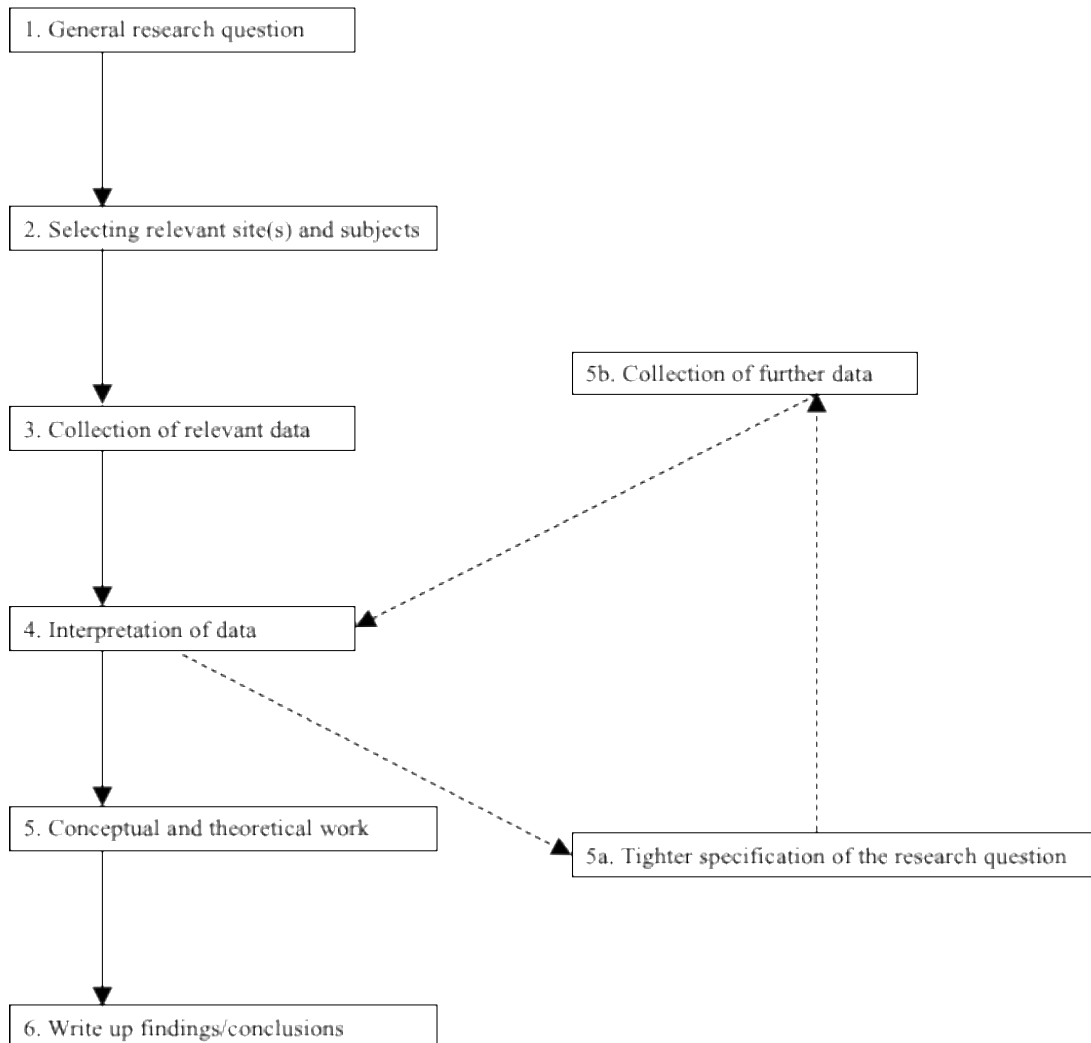 1. General research question
2. Selecting relevant site(s) and subjects
5b. Collection of further data
3. Collection of relevant data
4. Interpretation of data
5. Conceptual and theoretical work
5a. Tighter specification of the research question
6. Write up findings/conclusions